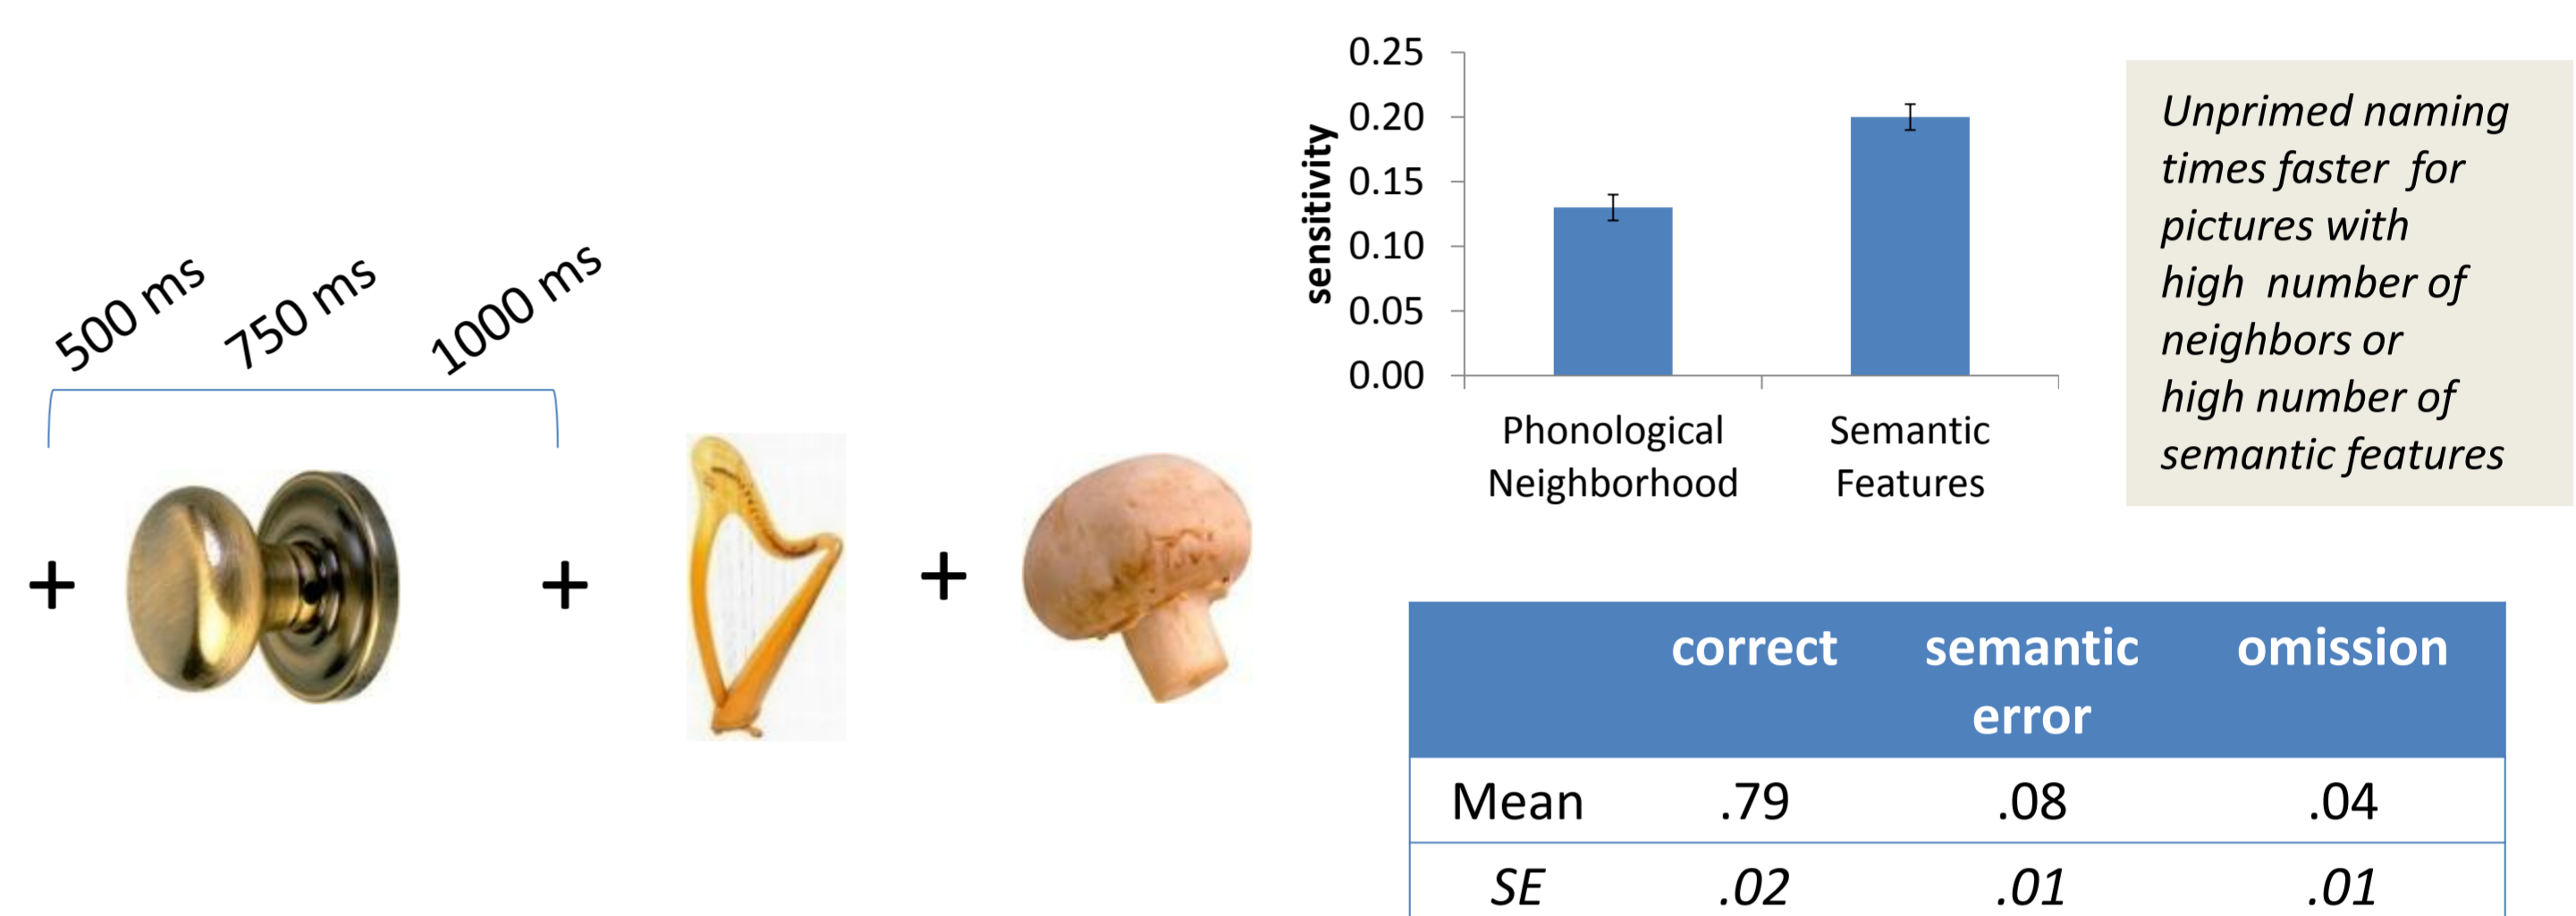 500 ms
750 ms
1000 ms
+
+
+
sensitivity
0.25
0.20
0.15
0.10
0.05
0.00
Phonological
Neighborhood
Semantic
Features
Unprimed naming
times faster for
pictures with
high number of
neighbors or
high number of
semantic features
correct semantic omission
error
Mean .79 .08 .04
SE .02 .01 .01